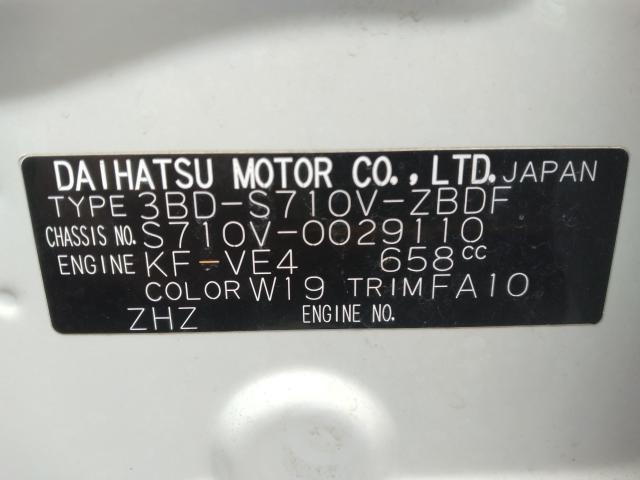 DAIHATSU MOTOR CO., LTD. JAPAN
TYPE 3BD-S710V-ZBDF
CHASSIS NO. S710V-0029110
ENGINE KF-VE4 658cc
COLOR W19 TRIM FA10
ZHZ ENGINE NO.